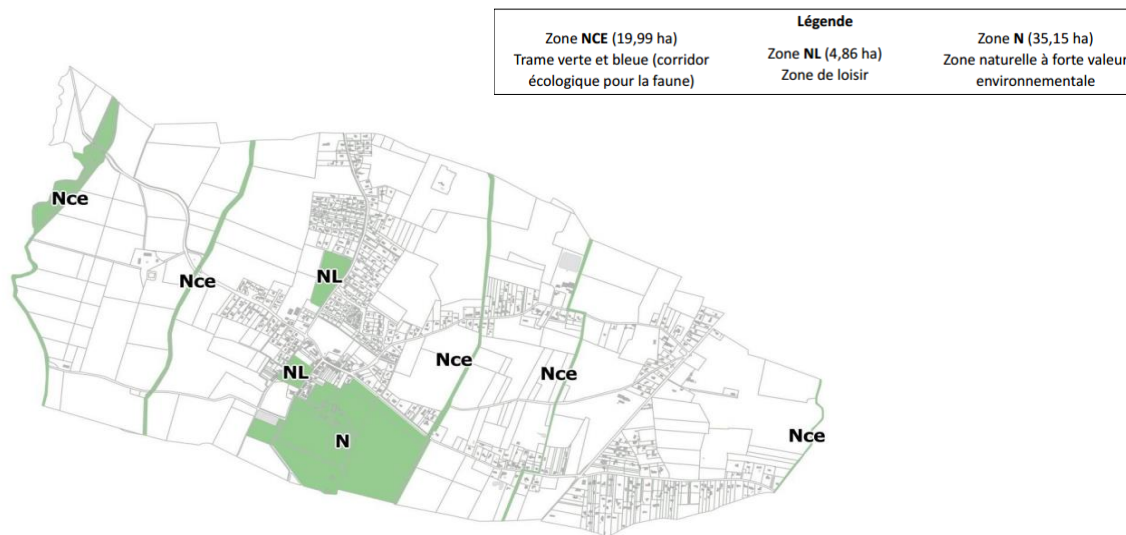 Légende
Zone NCE (19,99 ha)
Trame verte et bleue (corridor
écologique pour la faune)
Zone NL (4,86 ha)
Zone de loisir
Zone N (35,15 ha)
Zone naturelle à forte valeur
environnementale
Nce
Nce
NL
Nce
NL
Nce
N
Nce